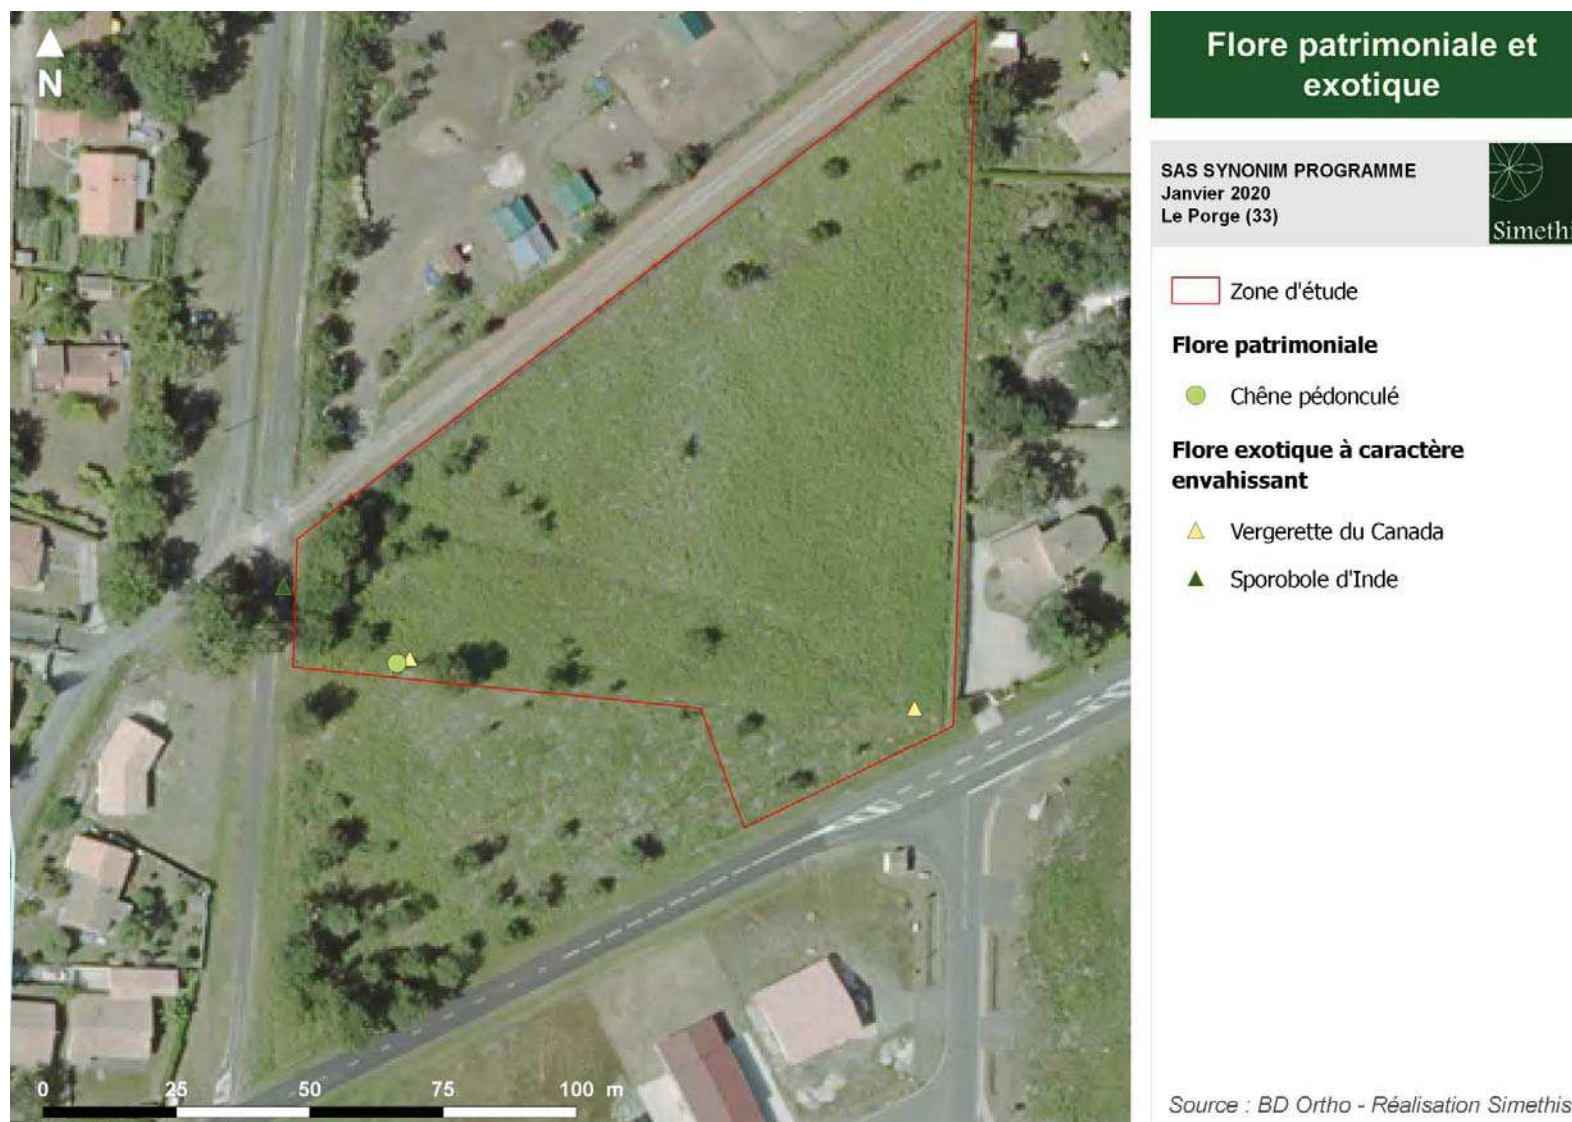 N
0 25 50 75 100 m
Flore patrimoniale et
exotique
SAS SYNONIM PROGRAMME
Janvier 2020
Le Porge (33)
Simethi
Zone d'étude
Flore patrimoniale
Chêne pédonculé
Flore exotique à caractère
envahissant
Vergerette du Canada
Sporobole d'Inde
Source : BD Ortho - Réalisation Simethis